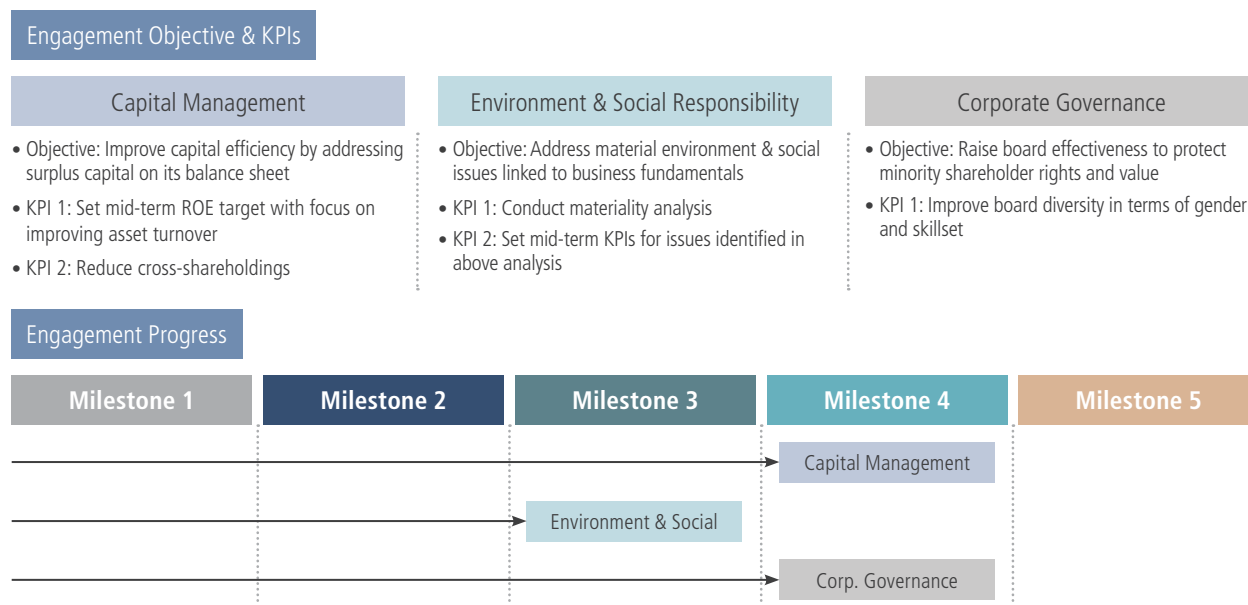 Engagement Objective & KPIs
Capital Management
• Objective: Improve capital efficiency by addressing
surplus capital on its balance sheet
• KPI 1: Set mid-term ROE target with focus on
improving asset turnover
• KPI 2: Reduce cross-shareholdings
Environment & Social Responsibility
• Objective: Address material environment & social
issues linked to business fundamentals
• KPI 1: Conduct materiality analysis
• KPI 2: Set mid-term KPIs for issues identified in
above analysis
Corporate Governance
• Objective: Raise board effectiveness to protect
minority shareholder rights and value
• KPI 1: Improve board diversity in terms of gender
and skillset
Engagement Progress
Milestone 1
Milestone 2
Milestone 3
Milestone 4
Milestone 5
Capital Management
Environment & Social
Corp. Governance